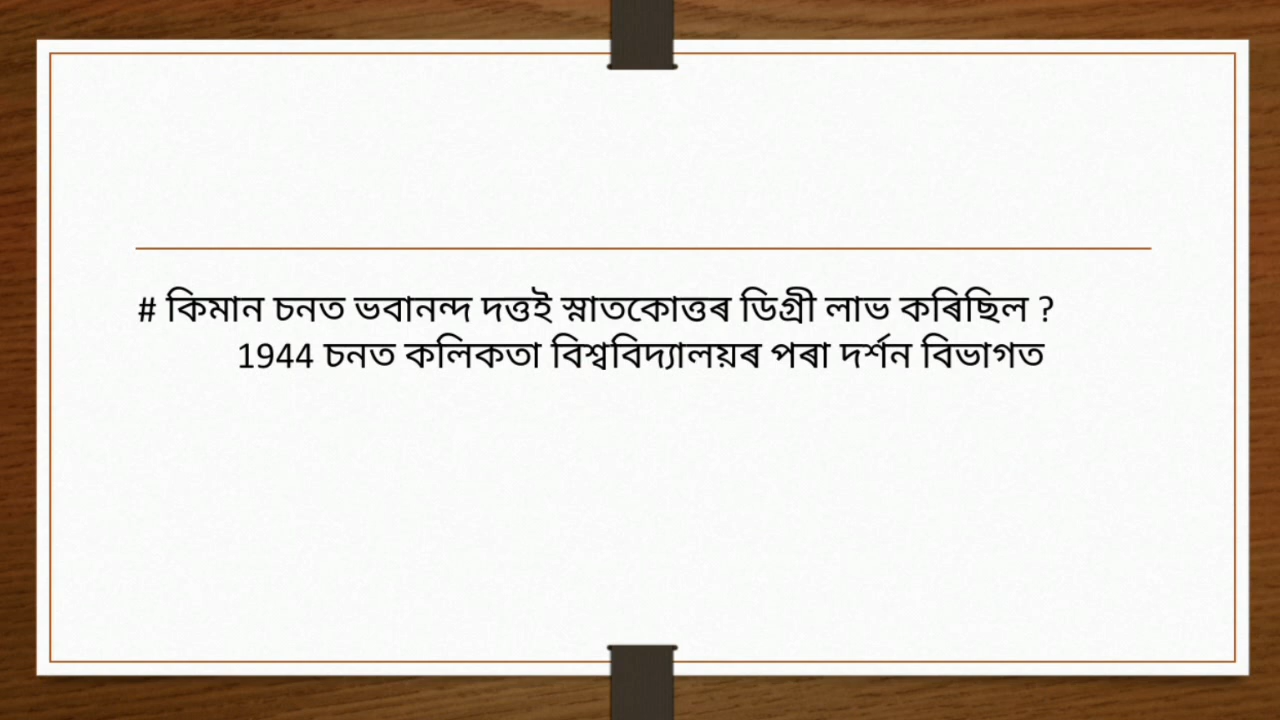 # কিমান চনত ভবানন্দ দত্তই স্নাতকোত্তৰ ডিগ্ৰী লাভ কৰিছিল ?
1944 চনত কলিকতা বিশ্ববিদ্যালয়ৰ পৰা দৰ্শন বিভাগত